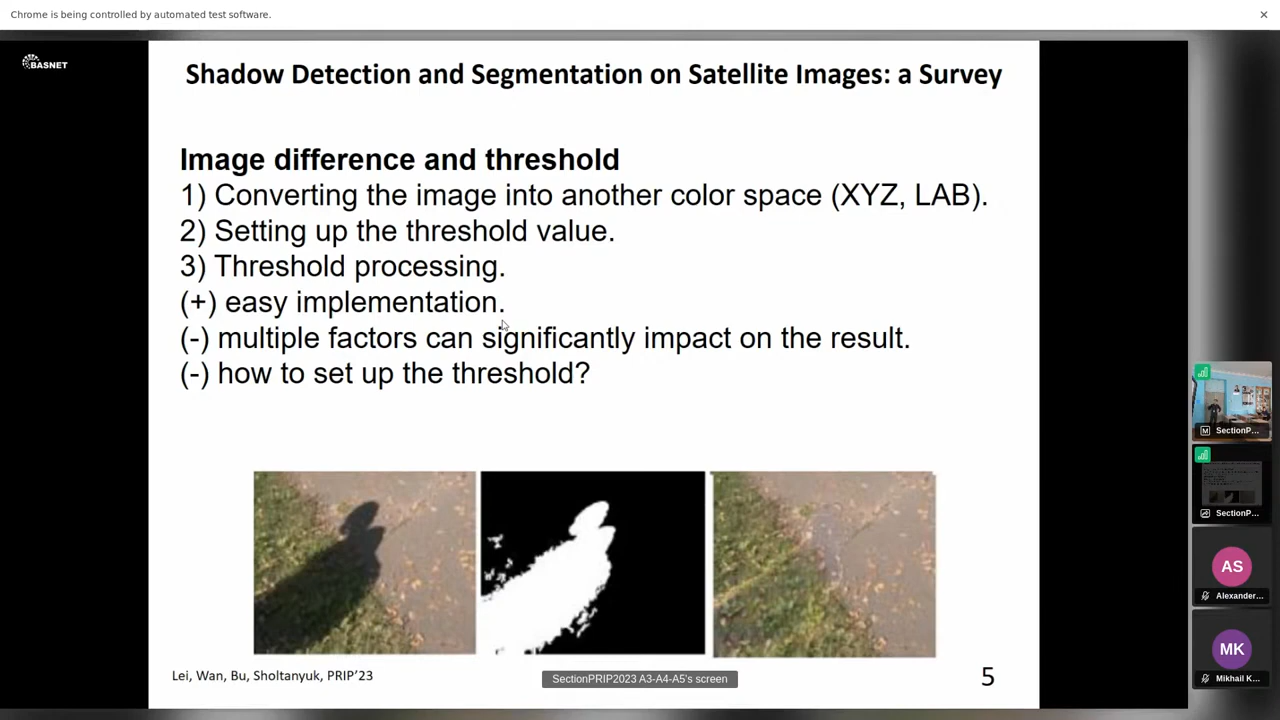 Chrome is being controlled by automated test software.
BASNET
Shadow Detection and Segmentation on Satellite Images: a Survey
Image difference and threshold
1) Converting the image into another color space (XYZ, LAB).
2) Setting up the threshold value.
3) Threshold processing.
(+) easy implementation.
(-) multiple factors can significantly impact on the result.
(-) how to set up the threshold?
Lei, Wan, Bu, Sholtanyuk, PRIP'23
5
SectionPRIP2023 A3-A4-A5's screen
M SectionP...
SectionP...
AS
Alexander...
MK
Mikhail K...